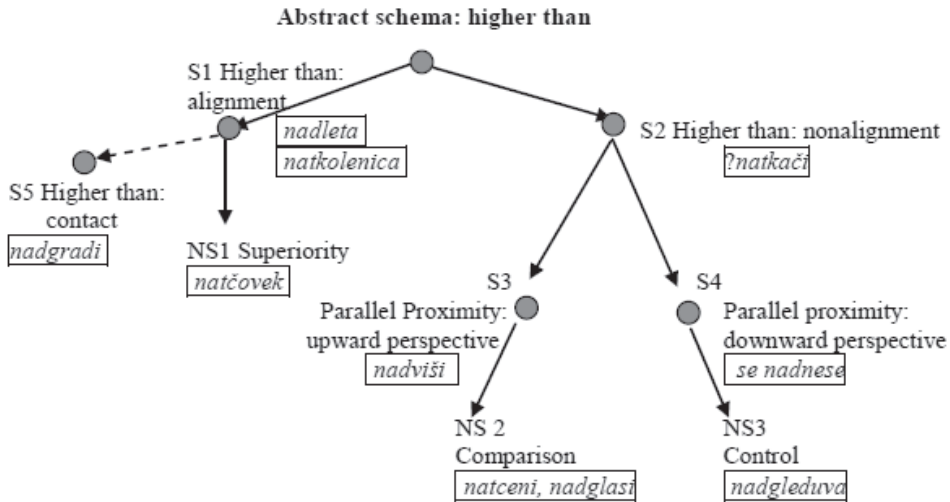 Abstract schema: higher than
S1 Higher than:
alignment
nadleta
natkolenica
S2 Higher than: nonalignment
?natkači
S5 Higher than:
contact
nadgradi
NS1 Superiority
natčovek
S3
Parallel Proximity:
upward perspective
nadviši
S4
Parallel proximity:
downward perspective
se nadnese
NS 2
Comparison
natceni, nadglasi
NS3
Control
nadgleduva